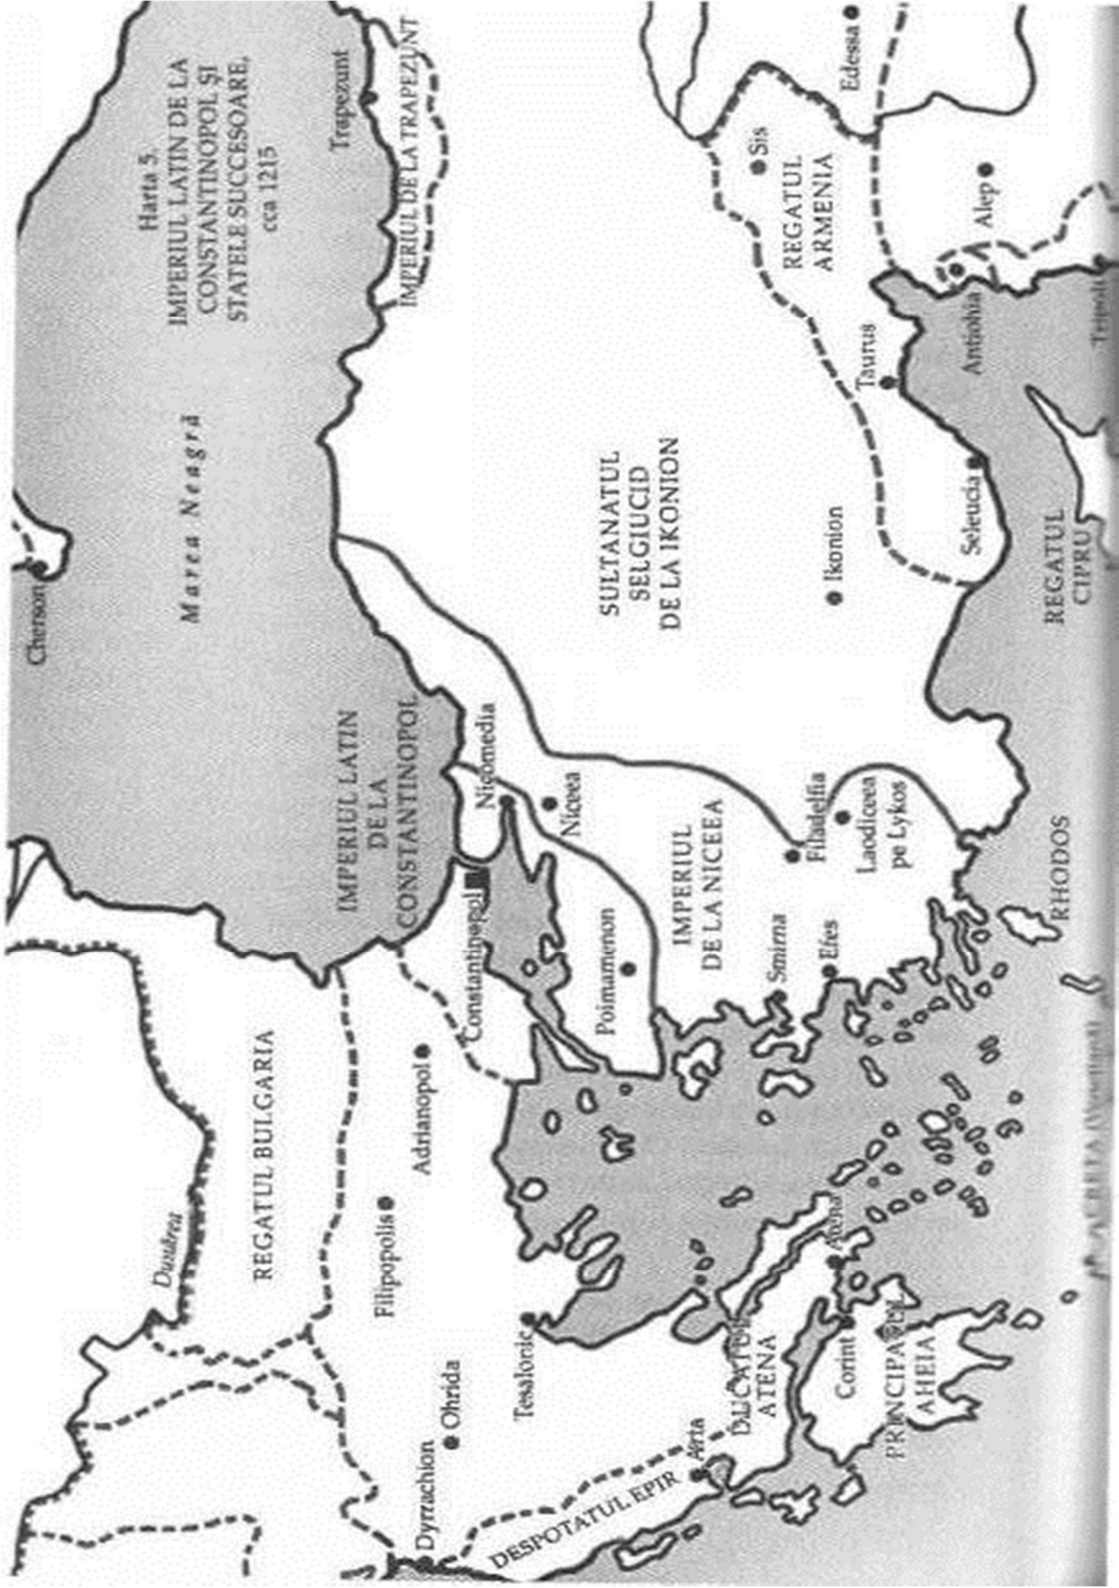 Harta 5.
IMPERIUL LATIN DE LA
CONSTANTINOPOL ȘI
STATELE SUCCESOARE,
cca 1215
Cherson
Marea Neagră
Trapezunt
IMPERIUL DE LA TRAPEZUNT
Dunărea
REGATUL BULGARIA
IMPERIUL LATIN
DE LA
CONSTANTINOPOL
Filipopolis
Adrianopol
Constantinopol
Nicomedia
Niceea
Dyrrachion
Ohrida
Tesalonic
Poimamenon
DESPOTATUL EPIR
Arta
SULTANATUL
SELGIUCID
DE LA IKONION
IMPERIUL
DE LA NICEEA
Sis
REGATUL
ARMENIA
Edessa
DUCATUL
ATENA
Atena
Smirna
Efes
Filadelfia
Laodiceea
pe Lykos
Ikonion
Taurus
Corint
PRINCIPATUL
AHEIA
Seleucia
Antiohia
Alep
RHODOS
REGATUL
CIPRU
Tripoli
CRETA